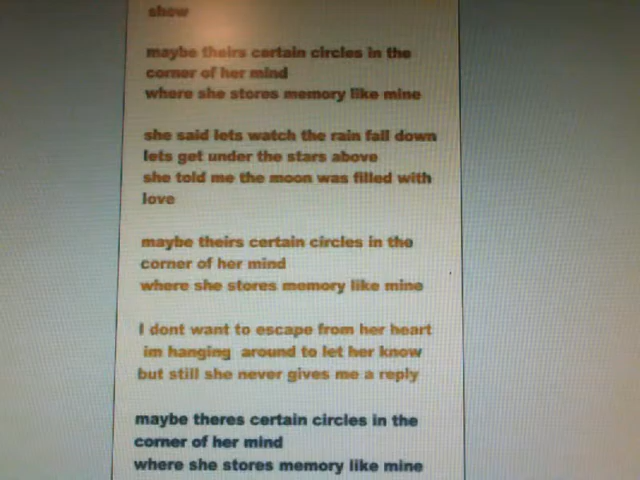 show
maybe theirs certain circles in the
corner of her mind
where she stores memory like mine
she said lets watch the rain fall down
lets get under the stars above
she told me the moon was filled with
love
maybe theirs certain circles in the
corner of her mind
where she stores memory like mine
I dont want to escape from her heart
im hanging around to let her know
but still she never gives me a reply
maybe theres certain circles in the
corner of her mind
where she stores memory like mine